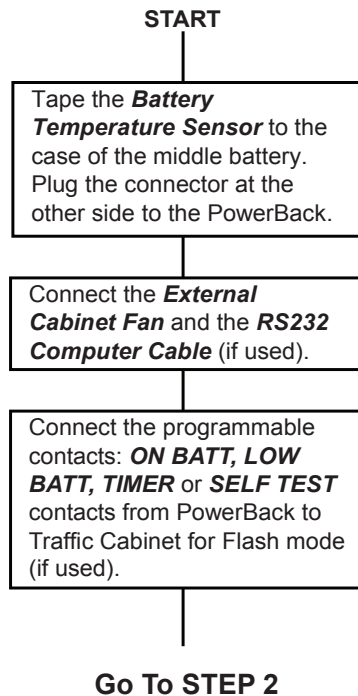 START
Tape the Battery
Temperature Sensor to the
case of the middle battery.
Plug the connector at the
other side to the PowerBack.
Connect the External
Cabinet Fan and the RS232
Computer Cable (if used).
Connect the programmable
contacts: ON BATT, LOW
BATT, TIMER or SELF TEST
contacts from PowerBack to
Traffic Cabinet for Flash mode
(if used).
Go To STEP 2